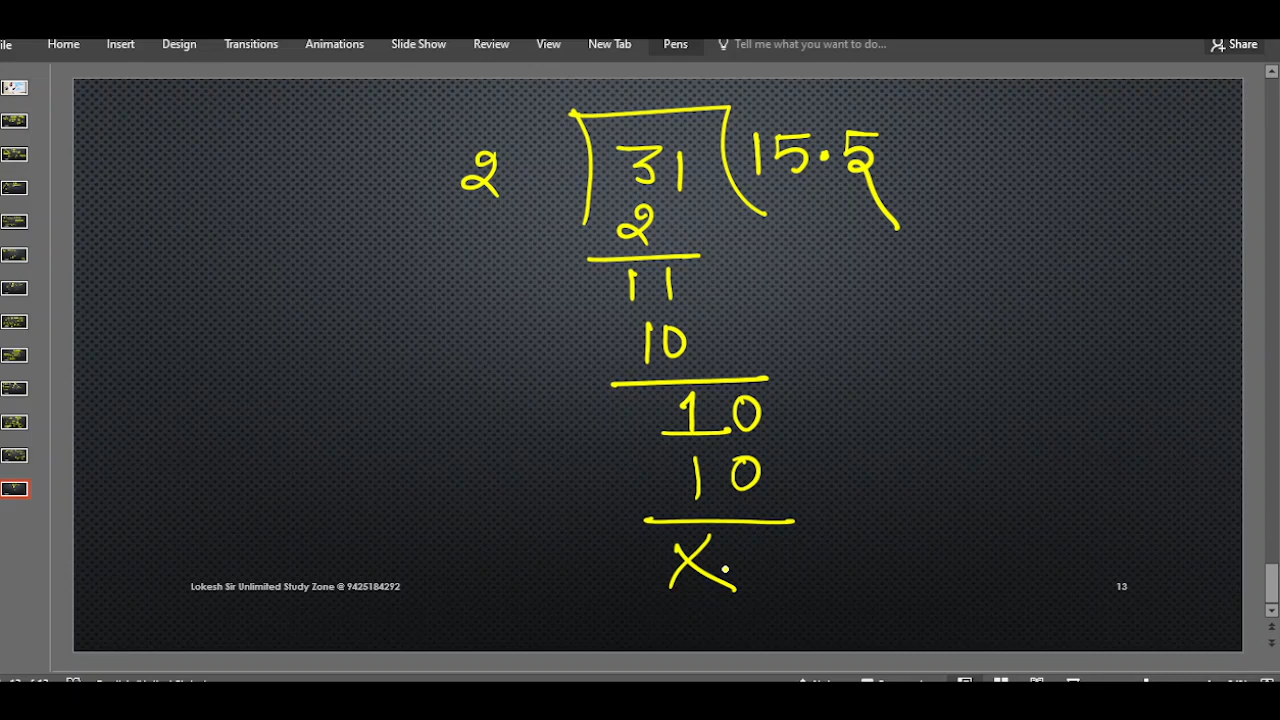 File Home Insert Design Transitions Animations Slide Show Review View New Tab Pens Tell me what you want to do... Share
2 31 15.5
2
11
10
10
10
X
Lokesh Sir Unlimited Study Zone @ 9425184292 13